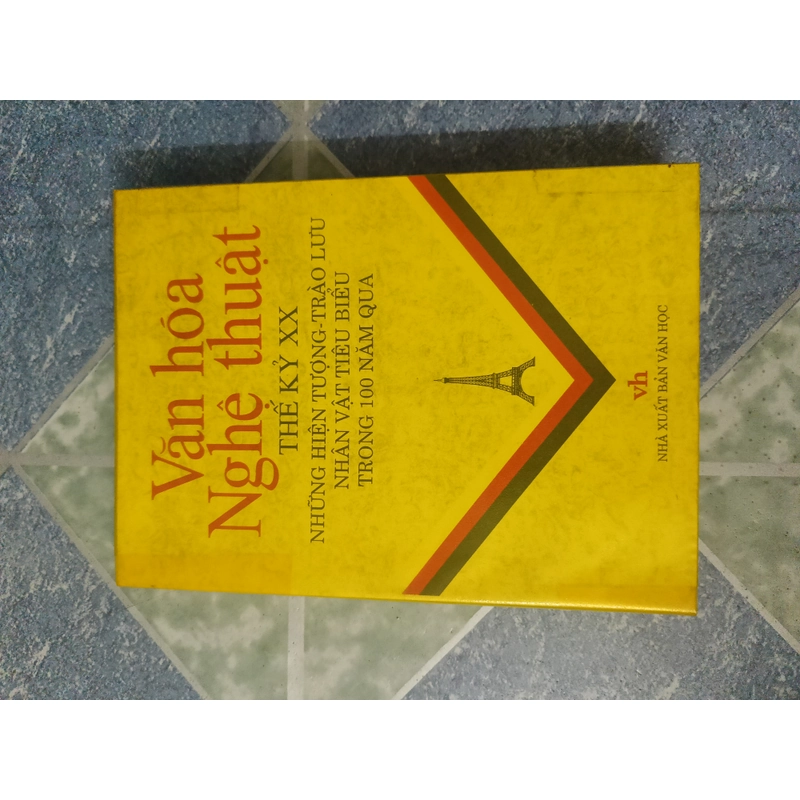 Văn hóa
Nghệ thuật
THẾ KỶ XX
NHỮNG HIỆN TƯỢNG-TRÀO LƯU
NHÂN VẬT TIÊU BIỂU
TRONG 100 NĂM QUA
vh
NHÀ XUẤT BẢN VĂN HỌC